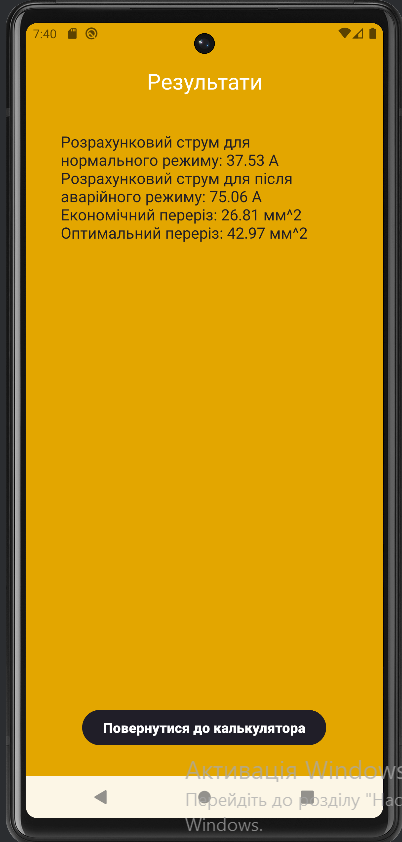 7:40
Результати
Розрахунковий струм для
нормального режиму: 37.53 А
Розрахунковий струм для після
аварійного режиму: 75.06 А
Економічний переріз: 26.81 мм^2
Оптимальний переріз: 42.97 мм^2
Повернутися до калькулятора
Активація Windows
Перейдіть до розділу "Нас
Windows.